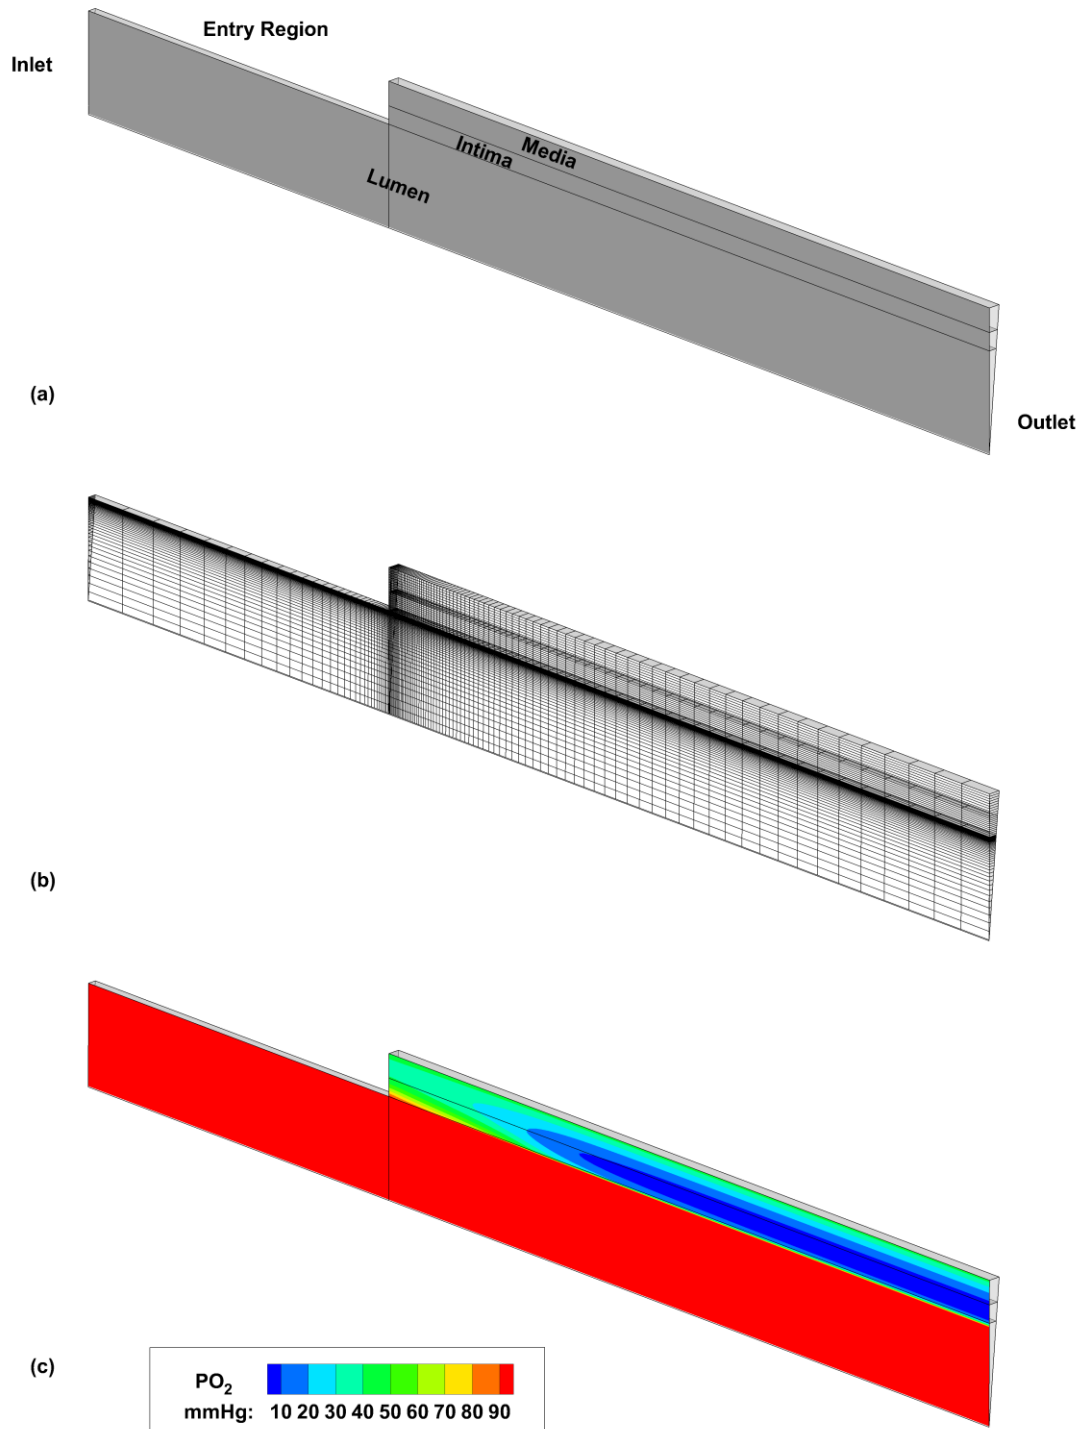 Entry Region
Inlet
Media
Intima
Lumen
(a)
Outlet
(b)
(c)
PO2
mmHg: 10 20 30 40 50 60 70 80 90